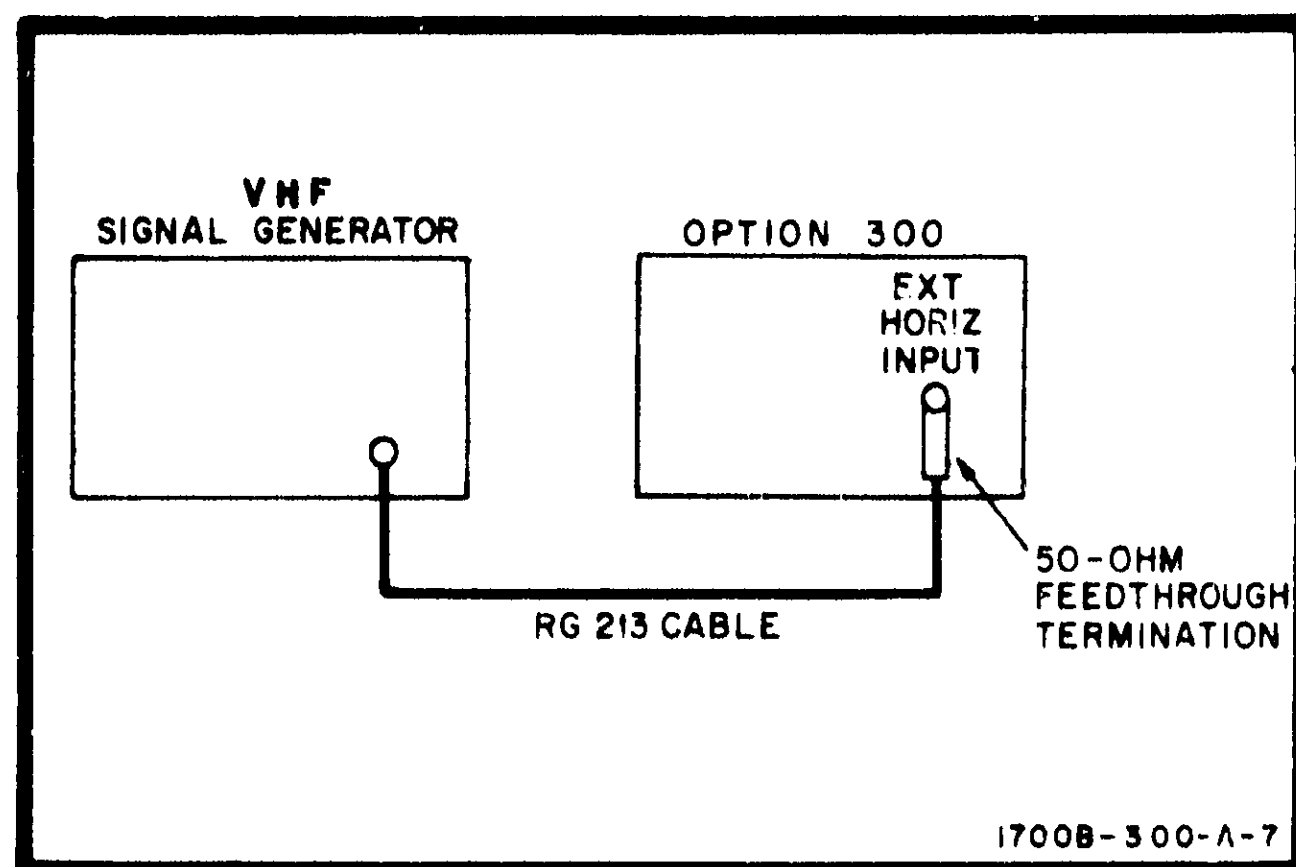 VHF
SIGNAL GENERATOR
OPTION 300
EXT
HORIZ
INPUT
50-OHM
FEEDTHROUGH
TERMINATION
RG 213 CABLE
1700B-300-A-7